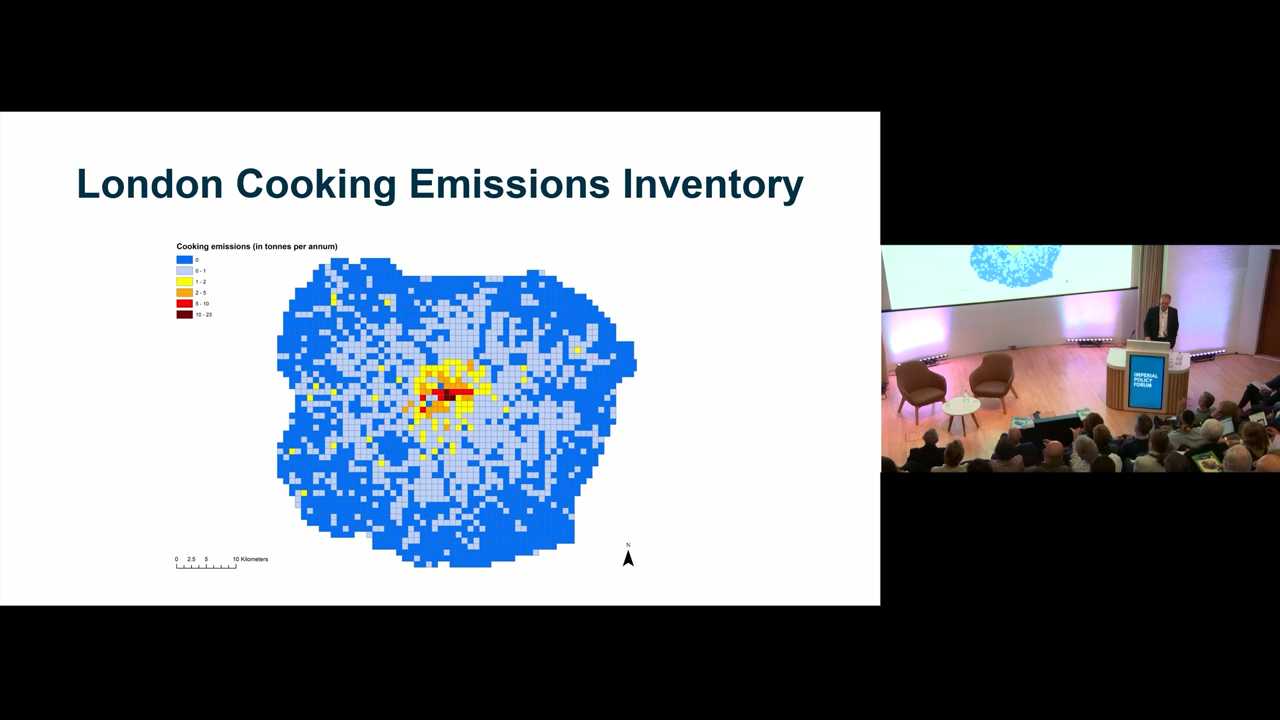 London Cooking Emissions Inventory
Cooking emissions (in tonnes per annum)
0
0 - 1
1 - 2
2 - 5
5 - 10
10 - 23
0 2.5 5 10 Kilometers
N
IMPERIAL
POLICY
FORUM